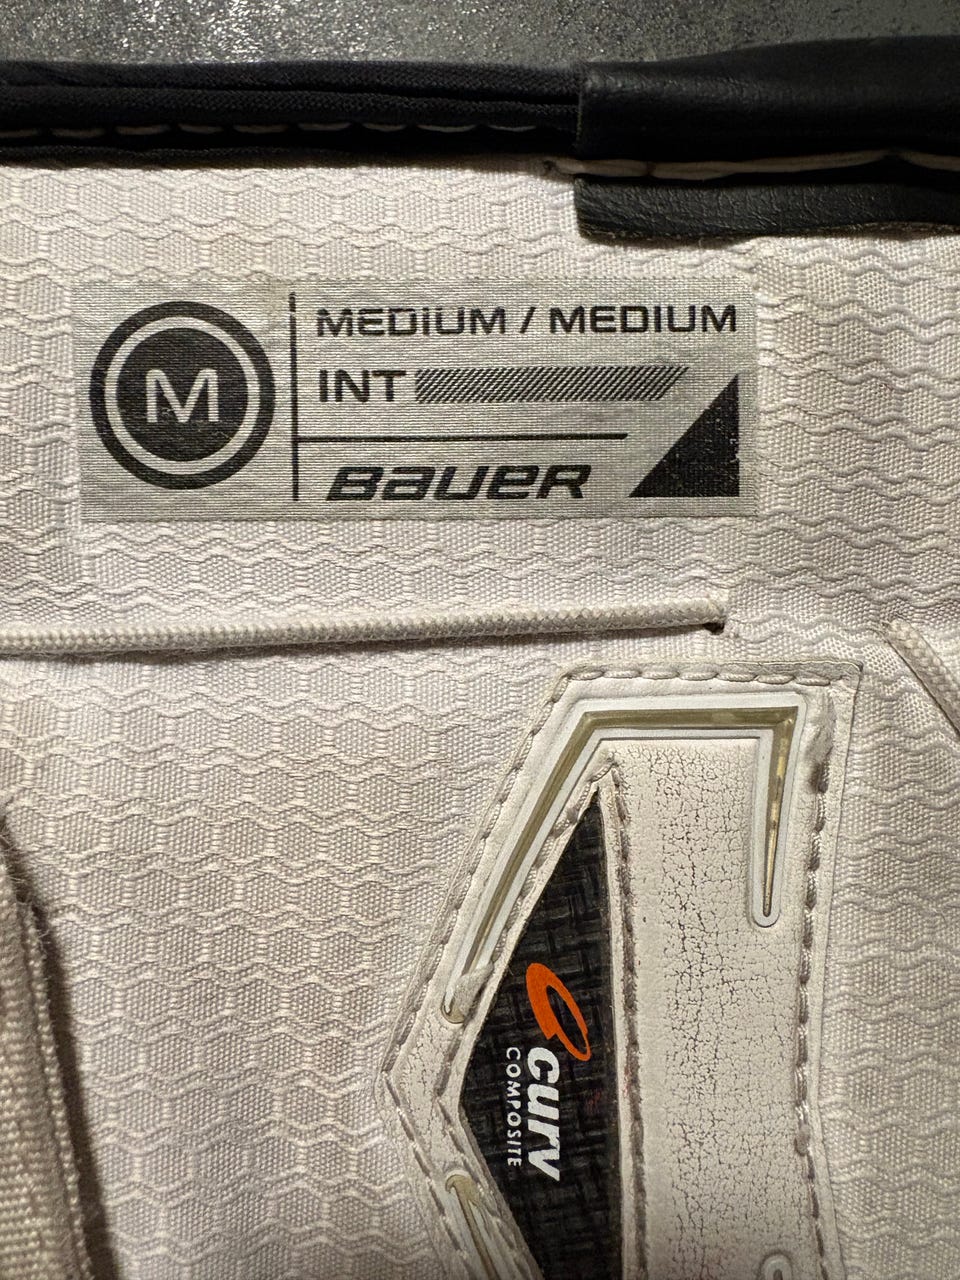 M
MEDIUM / MEDIUM
INT
BAUER
curv
COMPOSITE